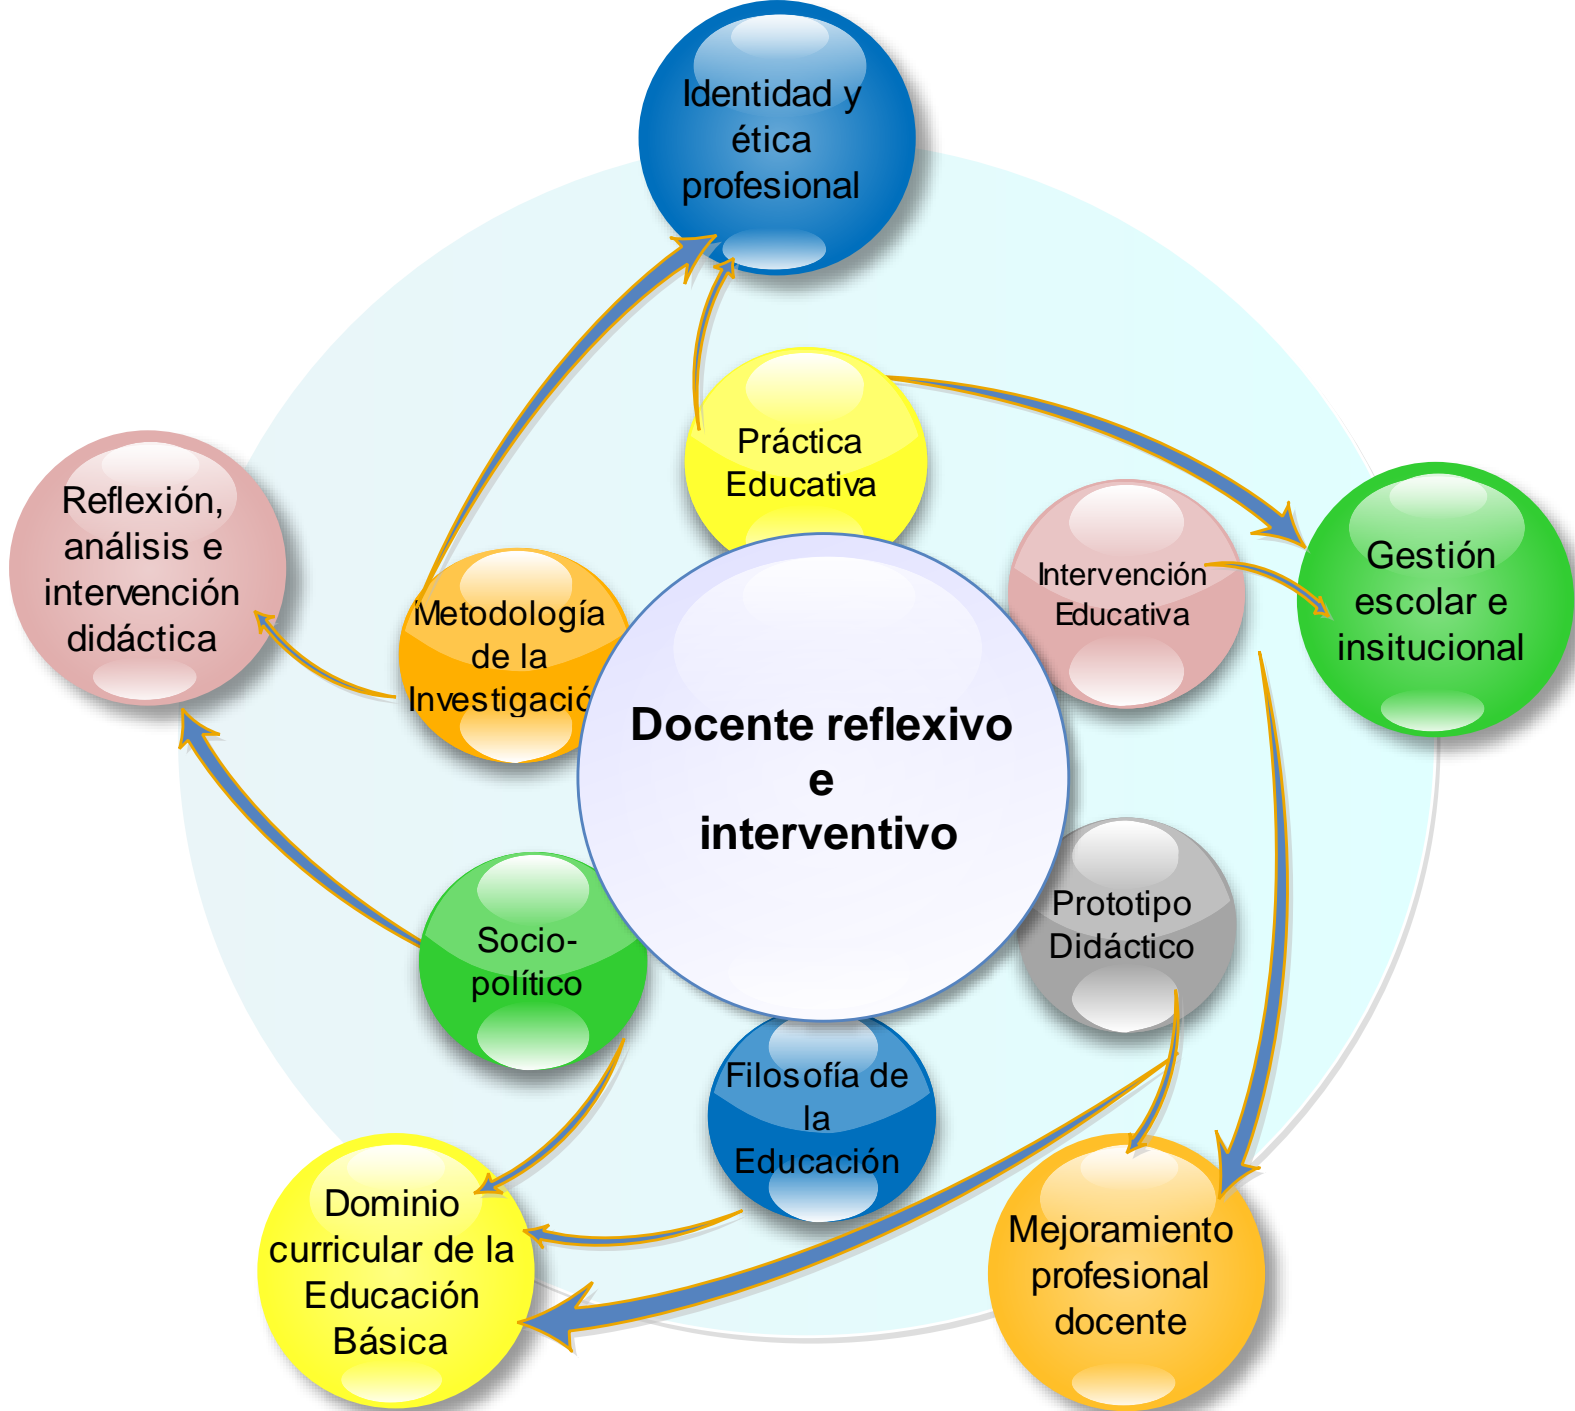 Identidad y
ética
profesional
Práctica
Educativa
Reflexión,
análisis e
intervención
didáctica
Intervención
Educativa
Gestión
escolar e
insitucional
Metodología
de la
Investigació
Docente reflexivo
e
interventivo
Prototipo
Didáctico
Socio-
político
Filosofía de
la
Educación
Dominio
curricular de la
Educación
Básica
Mejoramiento
profesional
docente